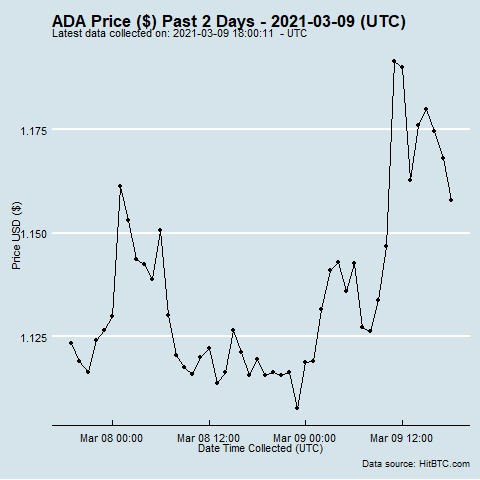 ADA Price ($) Past 2 Days - 2021-03-09 (UTC)
Latest data collected on: 2021-03-09 18:00:11 - UTC
Price USD ($)
1.175
1.150
1.125
Mar 08 00:00 Mar 08 12:00 Mar 09 00:00 Mar 09 12:00
Date Time Collected (UTC)
Data source: HitBTC.com